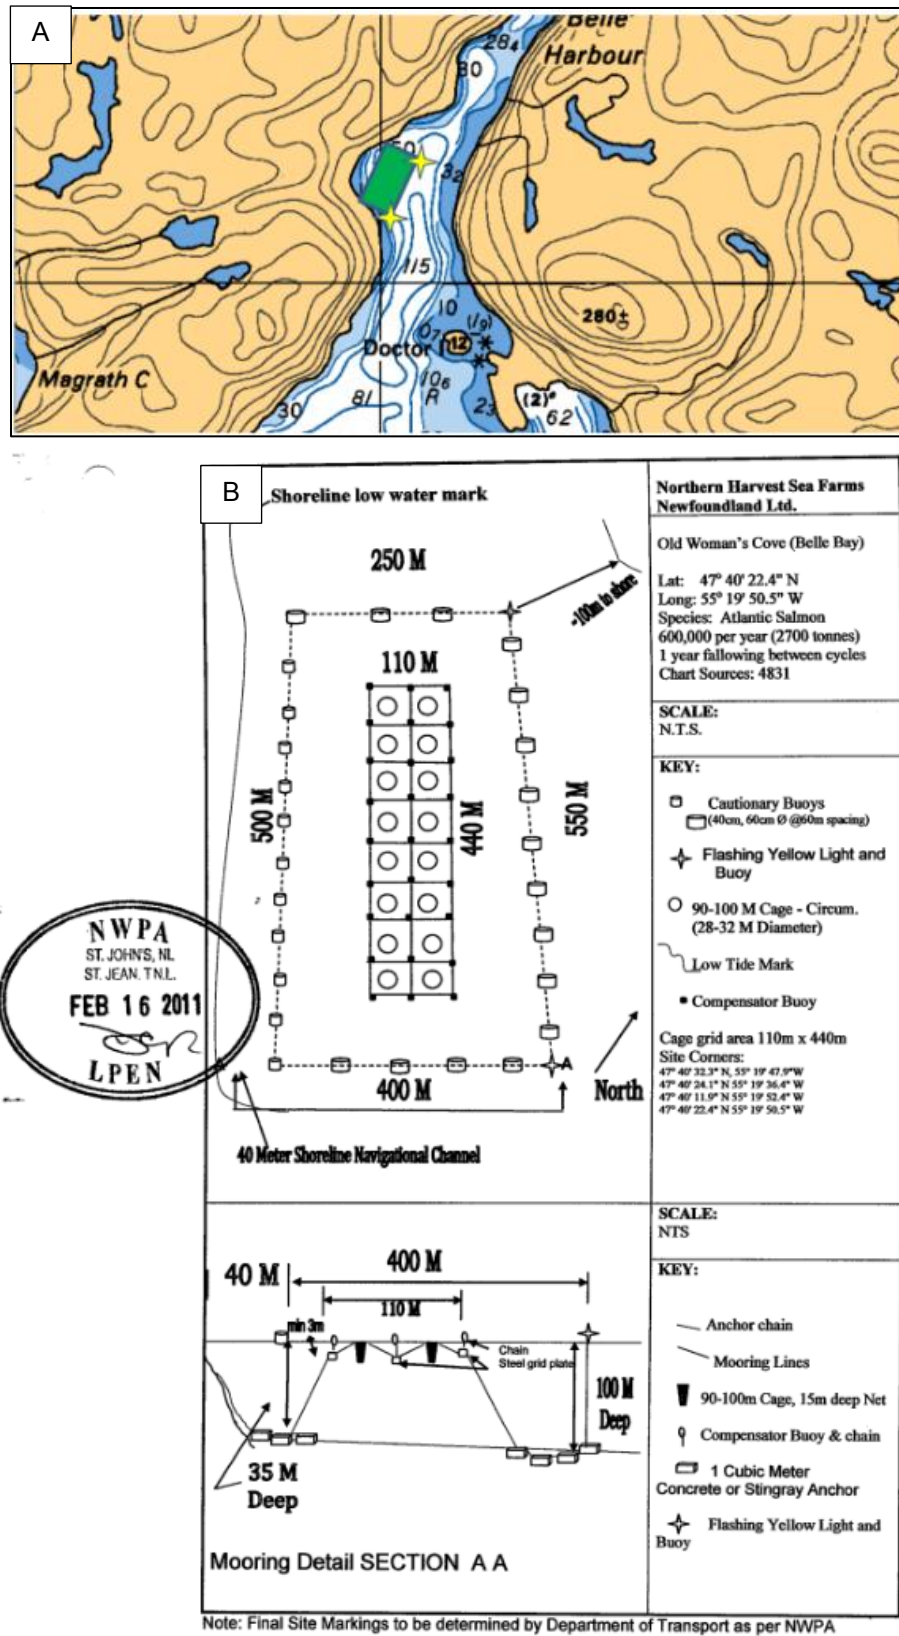 A
Belle
Harbour
284
30
50
32
115
10
280±
(19)
07
12
Doctor I
Magrath C
106
R
30
81
23
(2)
62
B
Shoreline low water mark
250 M
~100m to shore
110 M
500 M
440 M
550 M
A
A
400 M
North
40 Meter Shoreline Navigational Channel
NWPA
ST. JOHN'S, NL
ST. JEAN. T.N.L.
FEB 16 2011
LPEN
Northern Harvest Sea Farms
Newfoundland Ltd.
Old Woman's Cove (Belle Bay)
Lat: 47° 40' 22.4" N
Long: 55° 19' 50.5" W
Species: Atlantic Salmon
600,000 per year (2700 tonnes)
1 year fallowing between cycles
Chart Sources: 4831
SCALE:
N.T.S.
KEY:
Cautionary Buoys
(40cm, 60cm Ø @60m spacing)
Flashing Yellow Light and
Buoy
90-100 M Cage - Circum.
(28-32 M Diameter)
Low Tide Mark
Compensator Buoy
Cage grid area 110m x 440m
Site Corners:
47° 40' 32.3" N, 55° 19' 47.9"W
47° 40' 24.1" N 55° 19' 36.4" W
47° 40' 11.9" N 55° 19' 52.4" W
47° 40' 22.4" N 55° 19' 50.5" W
40 M
400 M
110 M
min 3m
Chain
Steel grid plate
100 M
Deep
35 M
Deep
Mooring Detail SECTION A A
SCALE:
NTS
KEY:
Anchor chain
Mooring Lines
90-100m Cage, 15m deep Net
Compensator Buoy & chain
1 Cubic Meter
Concrete or Stingray Anchor
Flashing Yellow Light and
Buoy
Note: Final Site Markings to be determined by Department of Transport as per NWPA